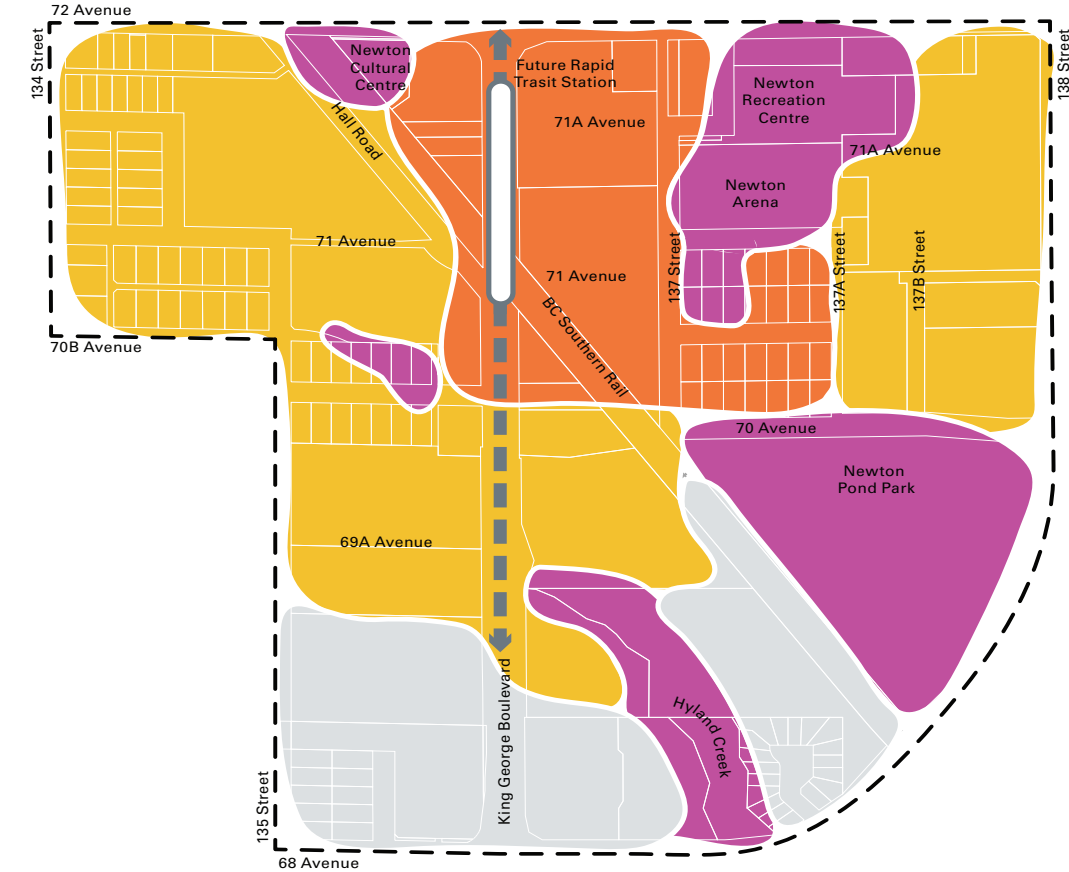 72 Avenue
134 Street
Newton
Cultural
Centre
Future Rapid
Trasit Station
138 Street
Newton
Recreation
Centre
71A Avenue
Hall Road
71A Avenue
Newton
Arena
71 Avenue
137 Street
137A Street
137B Street
71 Avenue
BC Southern Rail
70B Avenue
70 Avenue
Newton
Pond Park
69A Avenue
King George Boulevard
Hyland Creek
135 Street
68 Avenue